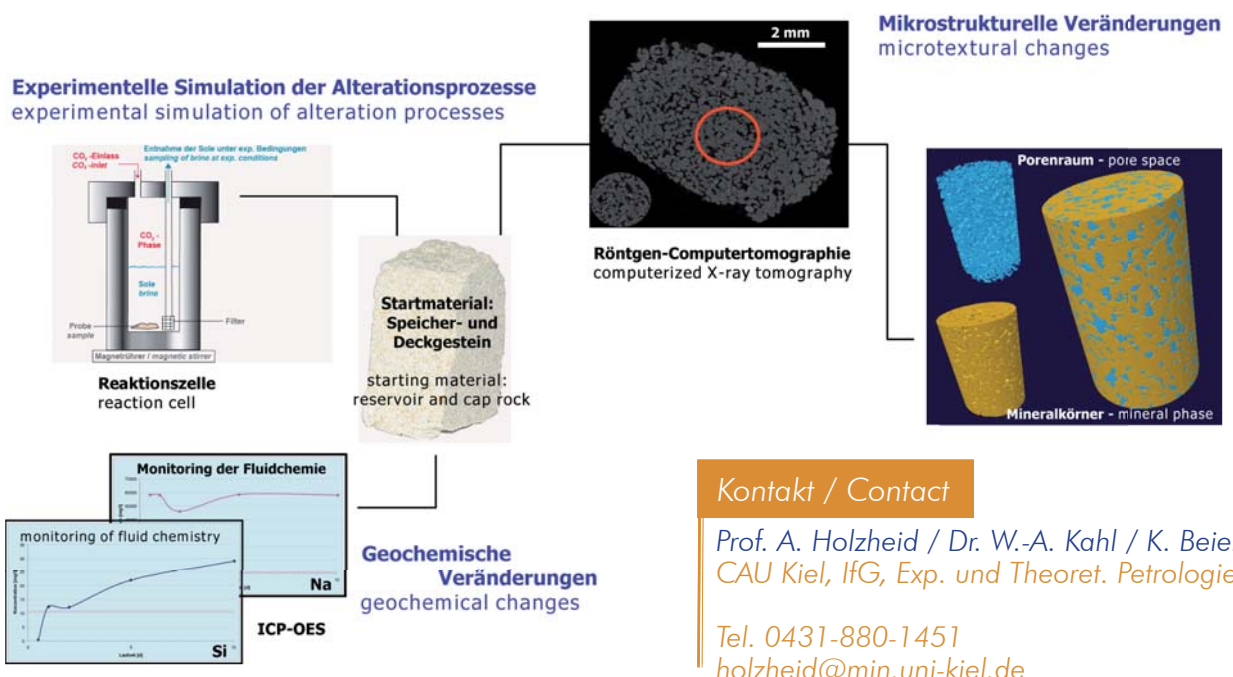 Experimentelle Simulation der Alterationsprozesse
experimental simulation of alteration processes
CO₂-Einlass
CO₂-inlet
Entnahme der Sole unter exp. Bedingungen
sampling of brine at exp. conditions
CO₂-
Phase
Sole
brine
Probe
sample
Filter
Magnetrührer / magnetic stirrer
Reaktionszelle
reaction cell
Startmaterial:
Speicher- und
Deckgestein
starting material:
reservoir and cap rock
2 mm
Röntgen-Computertomographie
computerized X-ray tomography
Mikrostrukturelle Veränderungen
microtextural changes
Porenraum - pore space
Mineralkörner - mineral phase
Monitoring der Fluidchemie
Na
monitoring of fluid chemistry
Si
ICP-OES
Geochemische
Veränderungen
geochemical changes
Kontakt / Contact
Prof. A. Holzheid / Dr. W.-A. Kahl / K. Beie
CAU Kiel, IfG, Exp. und Theoret. Petrologie
Tel. 0431-880-1451
holzheid@min.uni-kiel.de